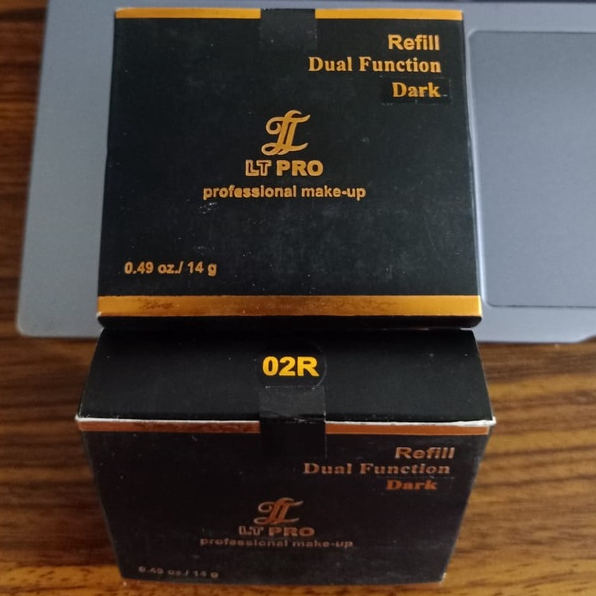 Refill
Dual Function
Dark
LT PRO
professional make-up
0.49 oz./ 14 g
02R
Refill
Dual Function
Dark
LT PRO
professional make-up
0.49 oz./ 14 g